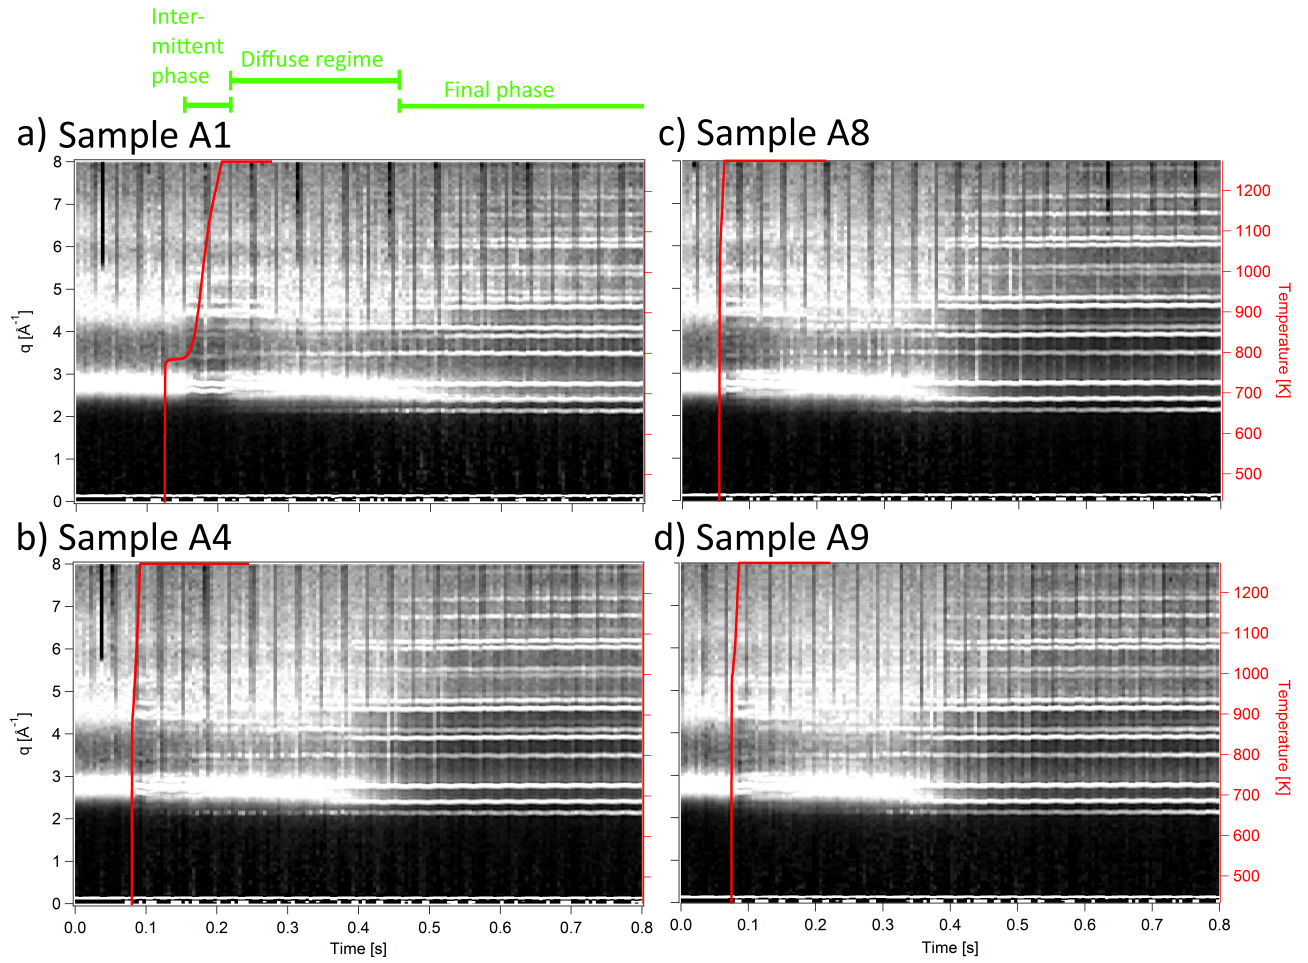 Inter-
mittent
phase
Diffuse regime
Final phase
a) Sample A1
8
7
6
5
4
3
2
1
0
q [Å⁻¹]
c) Sample A8
1200
1100
1000
900
800
700
600
500
Temperature [K]
b) Sample A4
8
7
6
5
4
3
2
1
0
q [Å⁻¹]
0.0 0.1 0.2 0.3 0.4 0.5 0.6 0.7 0.8
Time [s]
d) Sample A9
1200
1100
1000
900
800
700
600
500
Temperature [K]
0.0 0.1 0.2 0.3 0.4 0.5 0.6 0.7 0.8
Time [s]